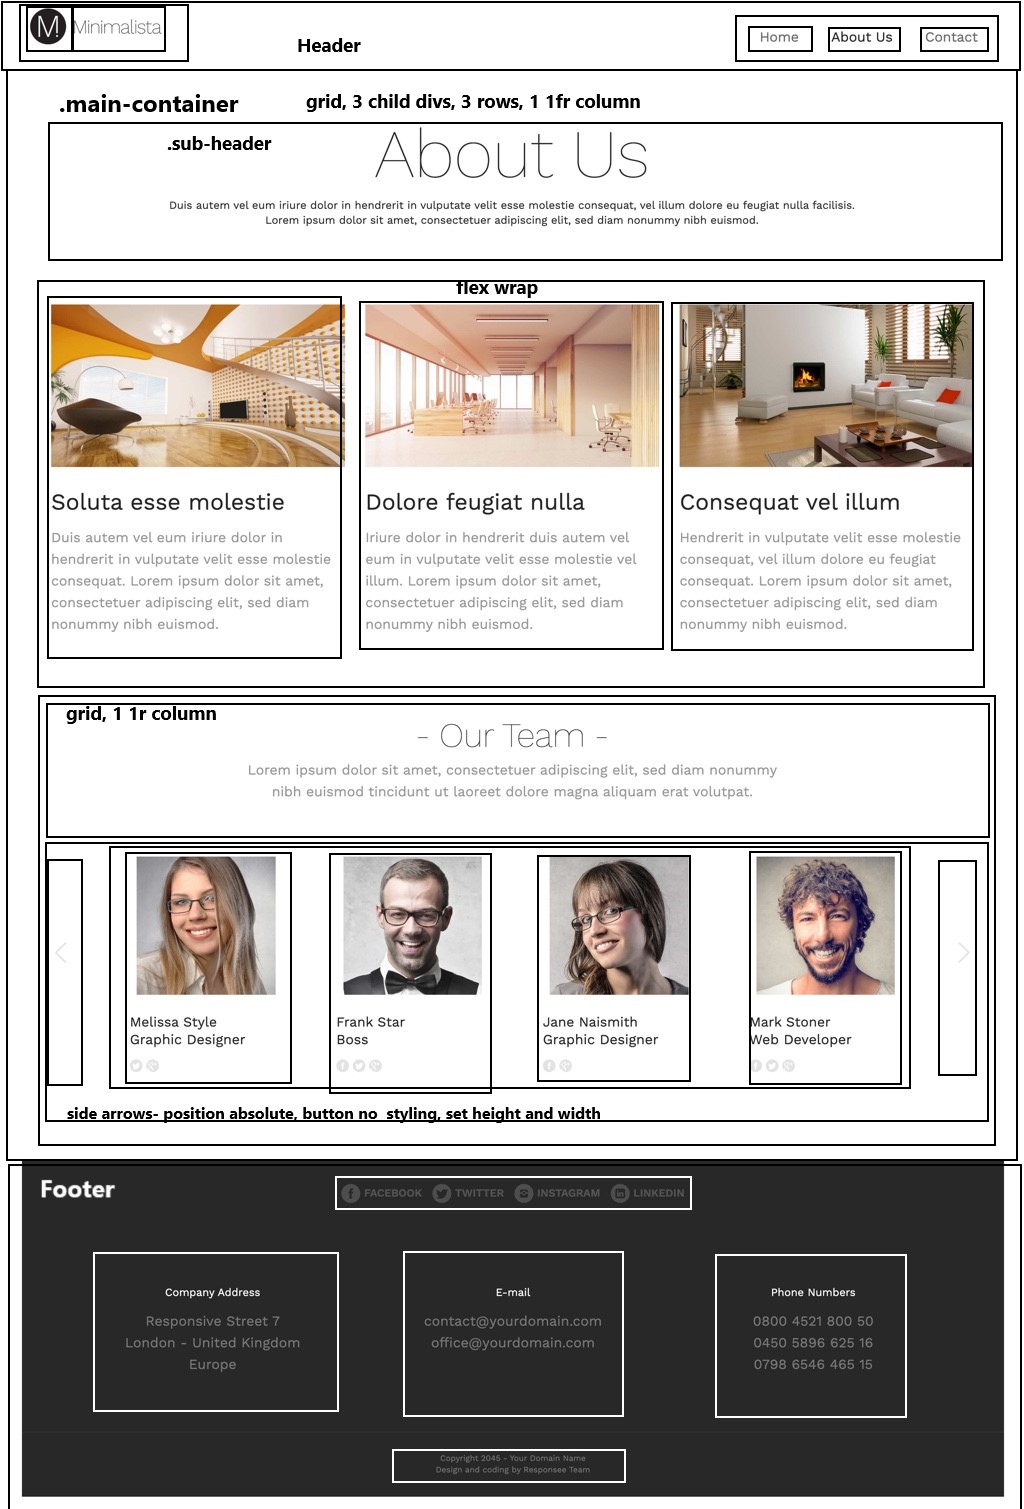 M!
Minimalista
Header
Home
About Us
Contact
.main-container
grid, 3 child divs, 3 rows, 1 1fr column
.sub-header
About Us
Duis autem vel eum iriure dolor in hendrerit in vulputate velit esse molestie consequat, vel illum dolore eu feugiat nulla facilisis.
Lorem ipsum dolor sit amet, consectetuer adipiscing elit, sed diam nonummy nibh euismod.
flex wrap
Soluta esse molestie
Duis autem vel eum iriure dolor in
hendrerit in vulputate velit esse molestie
consequat. Lorem ipsum dolor sit amet,
consectetuer adipiscing elit, sed diam
nonummy nibh euismod.
Dolore feugiat nulla
Iriure dolor in hendrerit duis autem vel
eum in vulputate velit esse molestie vel
illum. Lorem ipsum dolor sit amet,
consectetuer adipiscing elit, sed diam
nonummy nibh euismod.
Consequat vel illum
Hendrerit in vulputate velit esse molestie
consequat, vel illum dolore eu feugiat
consequat. Lorem ipsum dolor sit amet,
consectetuer adipiscing elit, sed diam
nonummy nibh euismod.
grid, 1 1r column
- Our Team -
Lorem ipsum dolor sit amet, consectetuer adipiscing elit, sed diam nonummy
nibh euismod tincidunt ut laoreet dolore magna aliquam erat volutpat.
Melissa Style
Graphic Designer
Frank Star
Boss
Jane Naismith
Graphic Designer
Mark Stoner
Web Developer
side arrows- position absolute, button no styling, set height and width
Footer
FACEBOOK
TWITTER
INSTAGRAM
LINKEDIN
Company Address
Responsive Street 7
London - United Kingdom
Europe
E-mail
contact@yourdomain.com
office@yourdomain.com
Phone Numbers
0800 4521 800 50
0450 5896 625 16
0798 6546 465 15
Copyright 2045 - Your Domain Name
Design and coding by Responsee Team